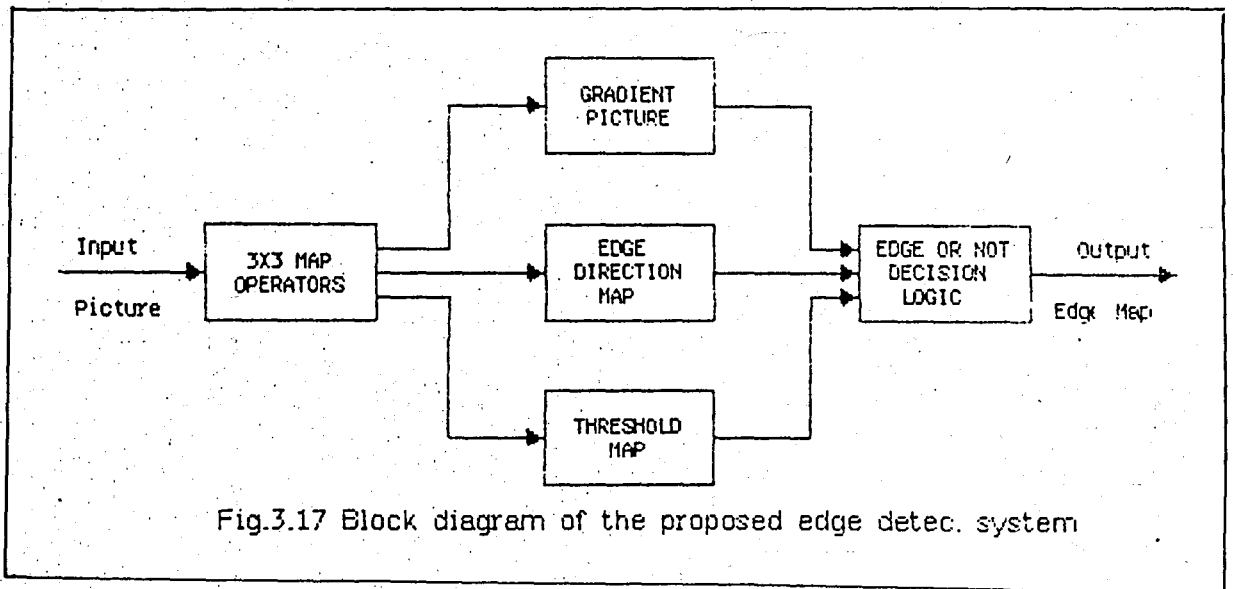 GRADIENT
PICTURE
Input
Picture
3X3 MAP
OPERATORS
EDGE
DIRECTION
MAP
EDGE OR NOT
DECISION
LOGIC
Output
Edge Map
THRESHOLD
MAP
Fig.3.17 Block diagram of the proposed edge detec. system